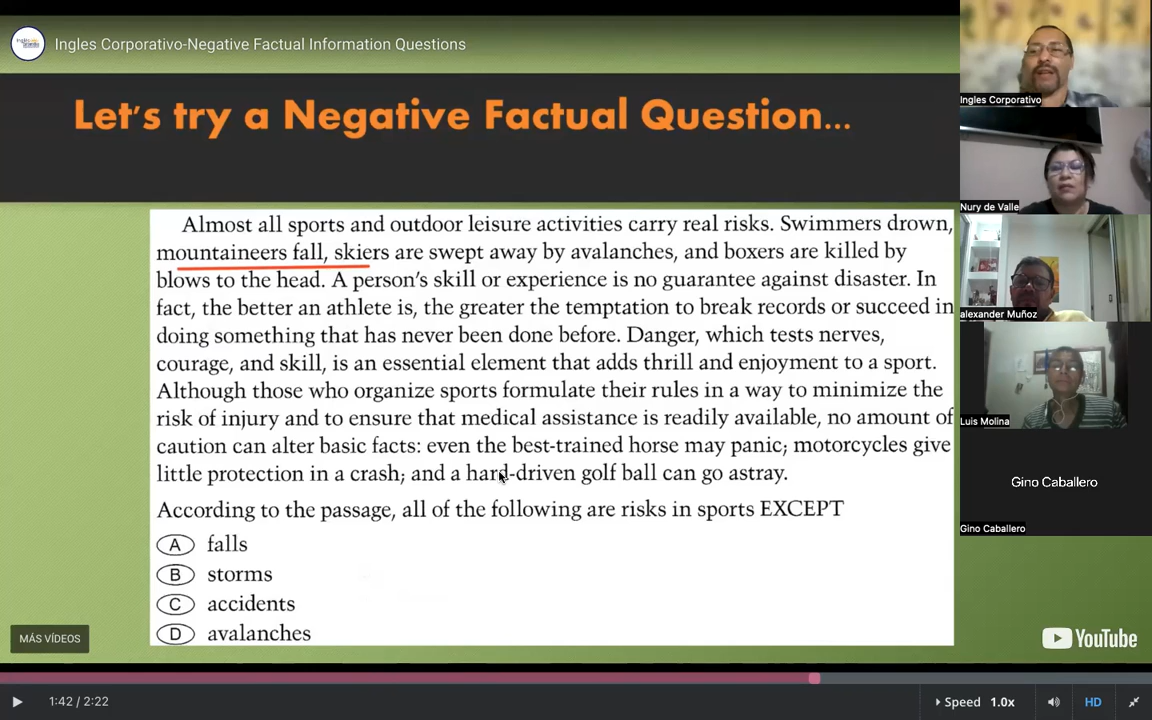 Ingles Corporativo-Negative Factual Information Questions
Let's try a Negative Factual Question...
Almost all sports and outdoor leisure activities carry real risks. Swimmers drown,
mountaineers fall, skiers are swept away by avalanches, and boxers are killed by
blows to the head. A person's skill or experience is no guarantee against disaster. In
fact, the better an athlete is, the greater the temptation to break records or succeed in
doing something that has never been done before. Danger, which tests nerves,
courage, and skill, is an essential element that adds thrill and enjoyment to a sport.
Although those who organize sports formulate their rules in a way to minimize the
risk of injury and to ensure that medical assistance is readily available, no amount of
caution can alter basic facts: even the best-trained horse may panic; motorcycles give
little protection in a crash; and a hard-driven golf ball can go astray.
According to the passage, all of the following are risks in sports EXCEPT
A falls
B storms
C accidents
D avalanches
MÁS VÍDEOS
YouTube
1:42 / 2:22
Speed 1.0x
HD
Ingles Corporativo
Nury de Valle
alexander Muñoz
Luis Molina
Gino Caballero
Gino Caballero